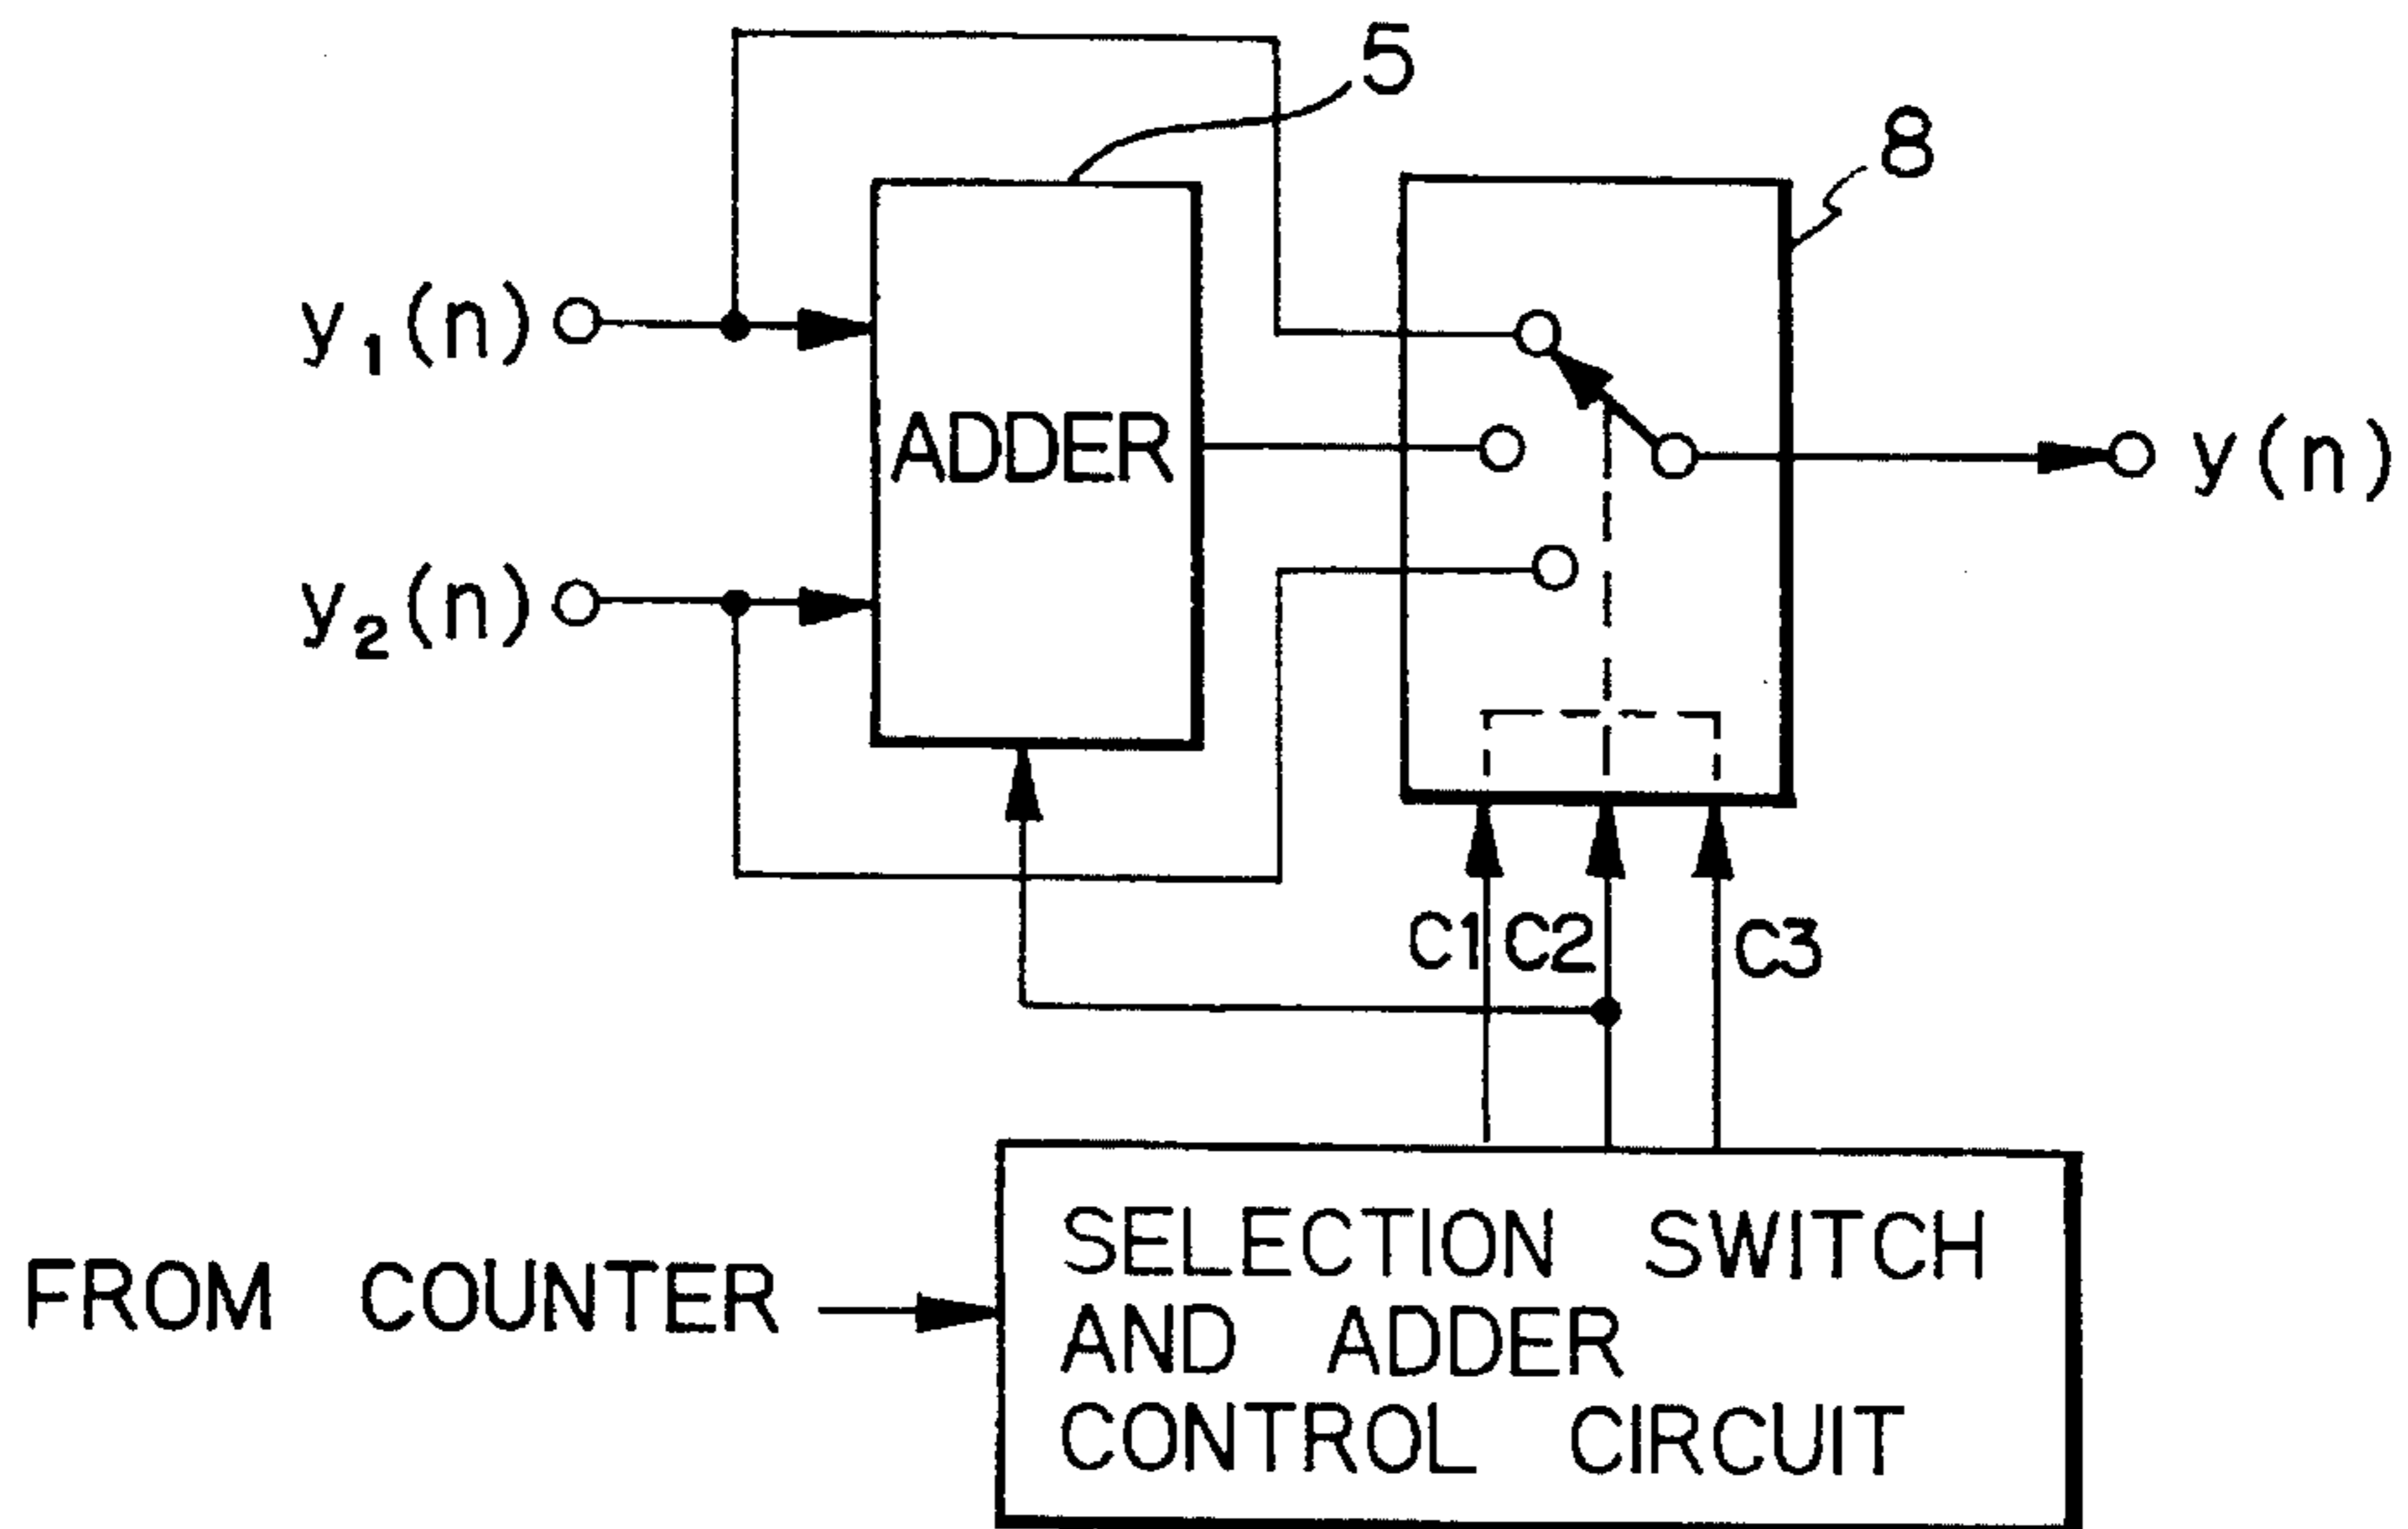 5
8
y₁(n)
ADDER
y(n)
y₂(n)
C1 C2 C3
FROM COUNTER
SELECTION SWITCH
AND ADDER
CONTROL CIRCUIT